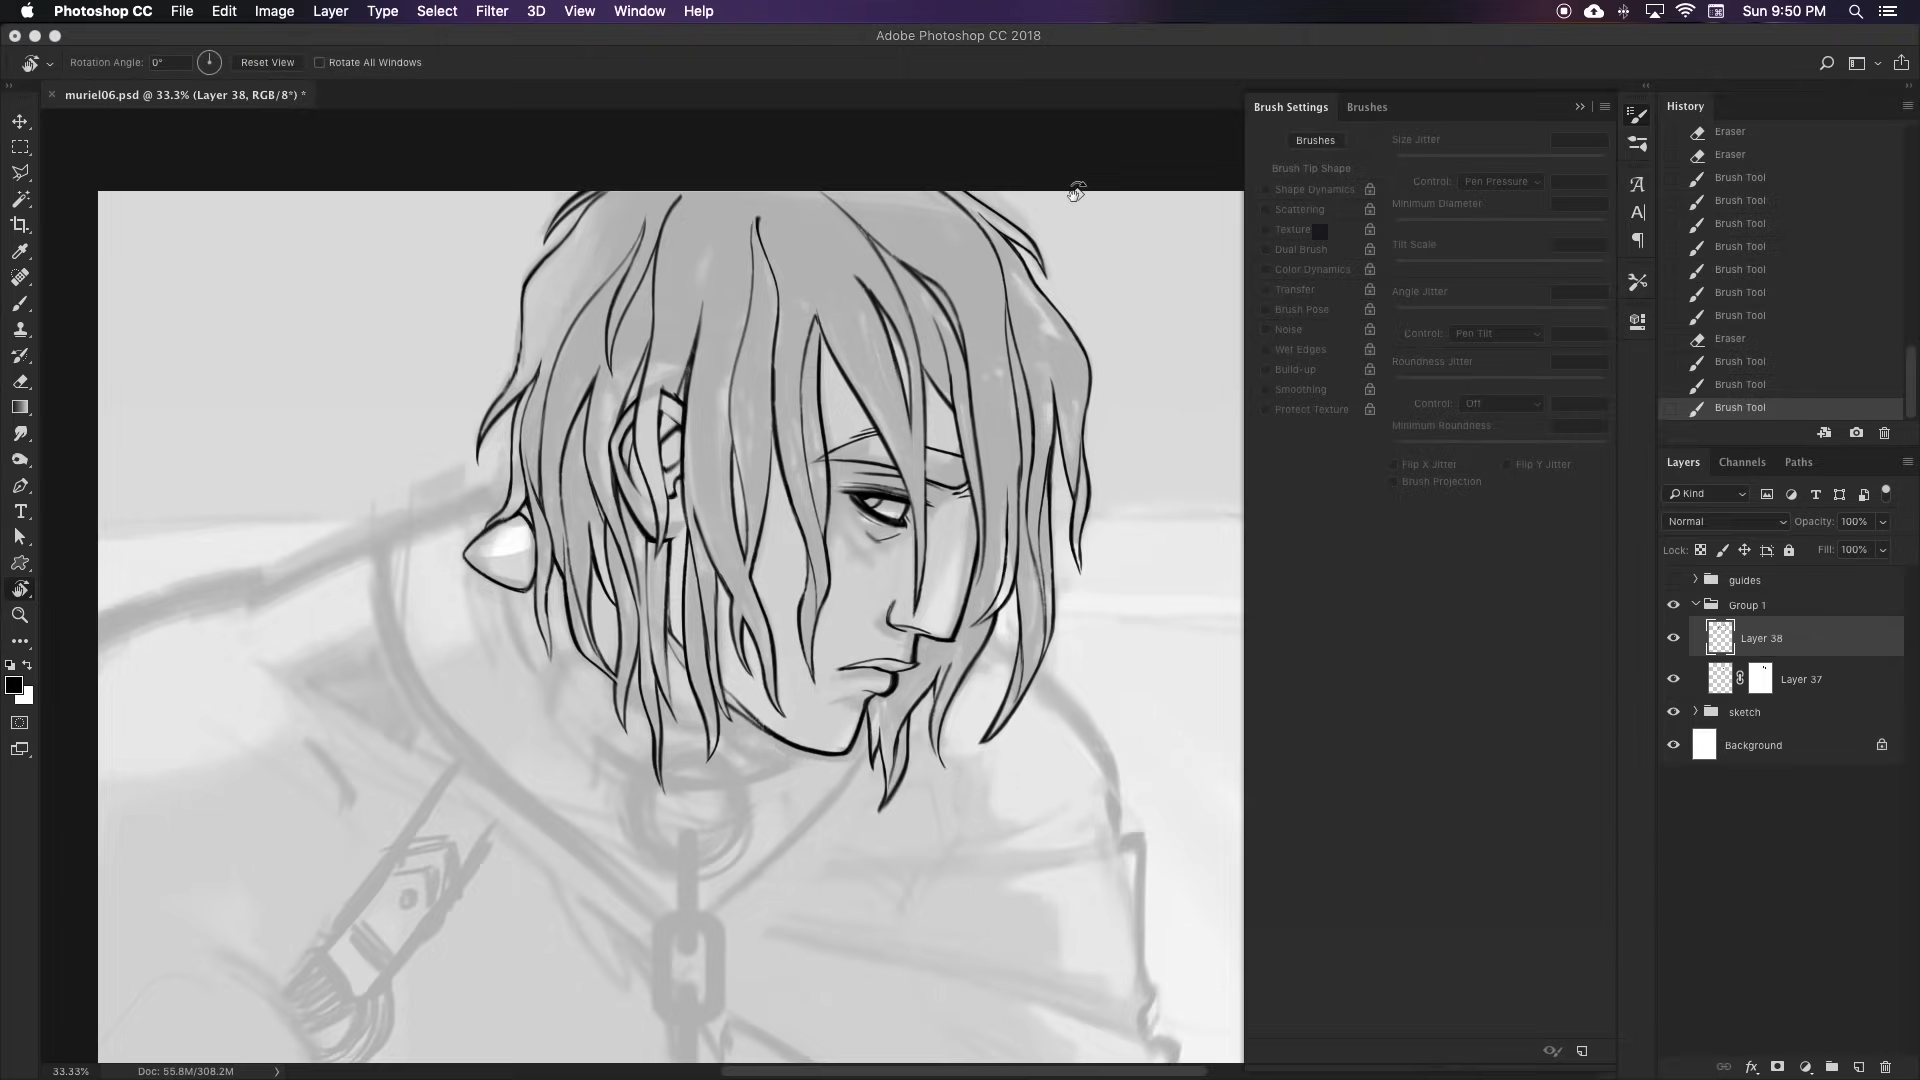 Photoshop CC File Edit Image Layer Type Select Filter 3D View Window Help Sun 9:50 PM
Adobe Photoshop CC 2018
Rotation Angle: 0° Reset View Rotate All Windows
muriel06.psd @ 33.3% (Layer 38, RGB/8*) *
Brush Settings Brushes
Brushes
Brush Tip Shape
Shape Dynamics
Scattering
Texture
Dual Brush
Color Dynamics
Transfer
Brush Pose
Noise
Wet Edges
Build-up
Smoothing
Protect Texture
Size Jitter
Control: Pen Pressure
Minimum Diameter
Tilt Scale
Angle Jitter
Control: Pen Tilt
Roundness Jitter
Control: Off
Minimum Roundness
Flip X Jitter Flip Y Jitter
Brush Projection
History
Eraser
Eraser
Brush Tool
Brush Tool
Brush Tool
Brush Tool
Brush Tool
Brush Tool
Brush Tool
Eraser
Brush Tool
Brush Tool
Brush Tool
Layers Channels Paths
Kind
Normal Opacity: 100%
Lock: Fill: 100%
guides
Group 1
Layer 38
Layer 37
sketch
Background
33.33% Doc: 55.8M/308.2M